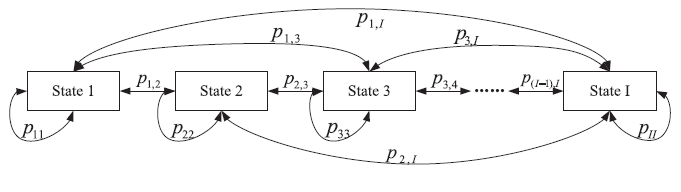 p1,I
p1,3
p3,I
State 1 p1,2 State 2 p2,3 State 3 p3,4 ...... p(I−1),I State I
p11 p22 p33 pII
p2,I